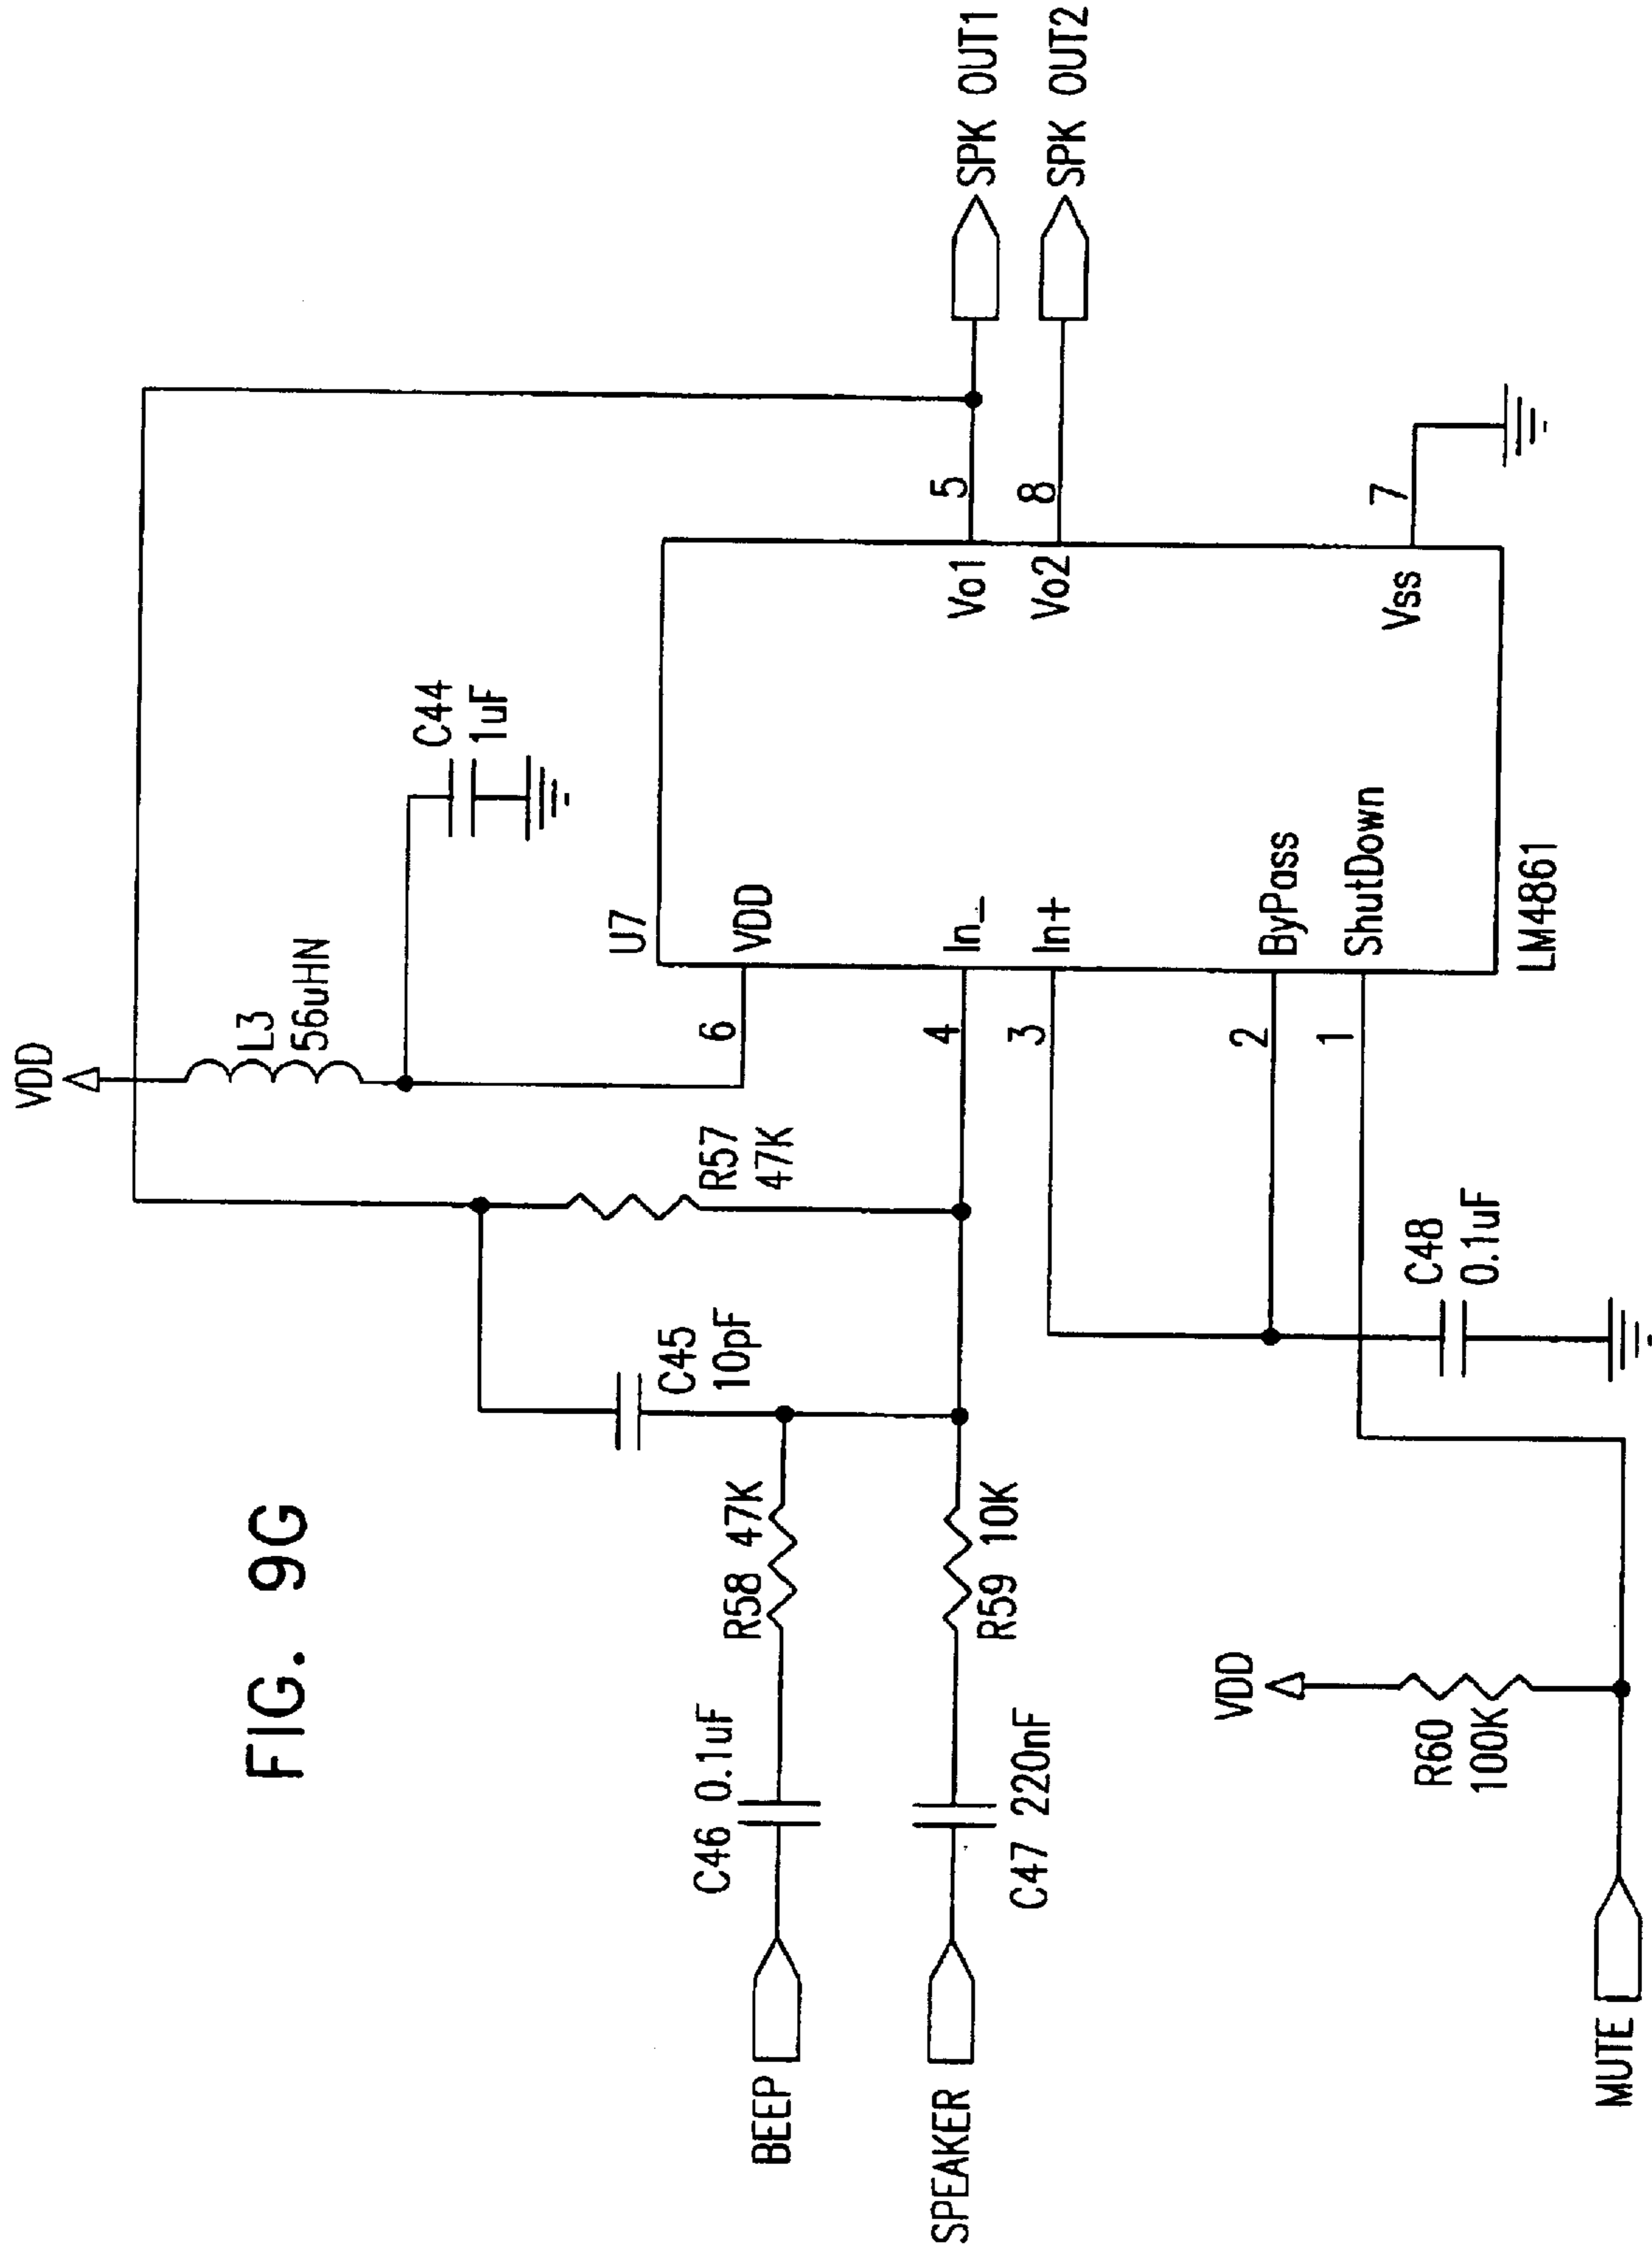 FIG. 9G
VDD
L3
56uHN
C44
1uF
R57
47K
C45
10pF
BEEP
C46 0.1uF
R58 47K
SPEAKER
C47 220nF
R59 10K
U7
6
VDD
4
In_
3
In+
2
ByPass
1
ShutDown
LM4861
Vo1
5
SPK OUT1
Vo2
8
SPK OUT2
Vss
7
C48
0.1uF
VDD
R60
100K
MUTE